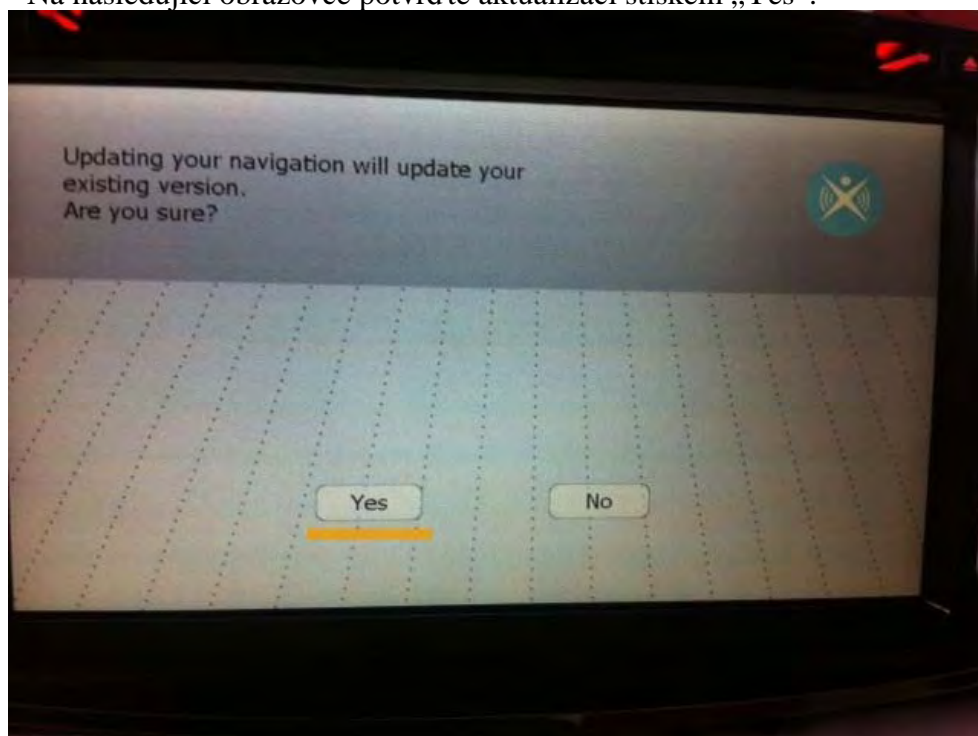 Na následující obrazovce potvrďte aktualizaci stiskem „Yes“.
Updating your navigation will update your
existing version.
Are you sure?
Yes
No